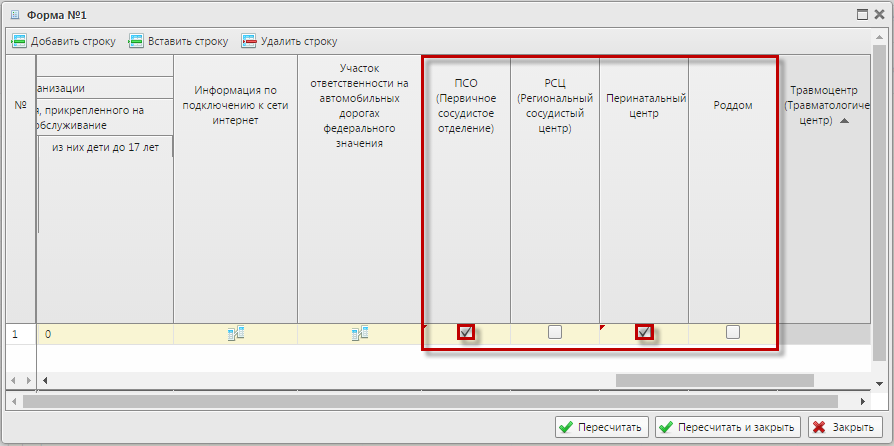 Форма №1
Добавить строку Вставить строку Удалить строку
№
анизации
я, прикрепленного на
обслуживание
из них дети до 17 лет
Информация по
подключению к сети
интернет
Участок
ответственности на
автомобильных
дорогах
федерального
значения
ПСО
(Первичное
сосудистое
отделение)
РСЦ
(Региональный
сосудистый
центр)
Перинатальный
центр
Роддом
Травмоцентр
(Травматологиче
центр)
1 0
Пересчитать Пересчитать и закрыть Закрыть